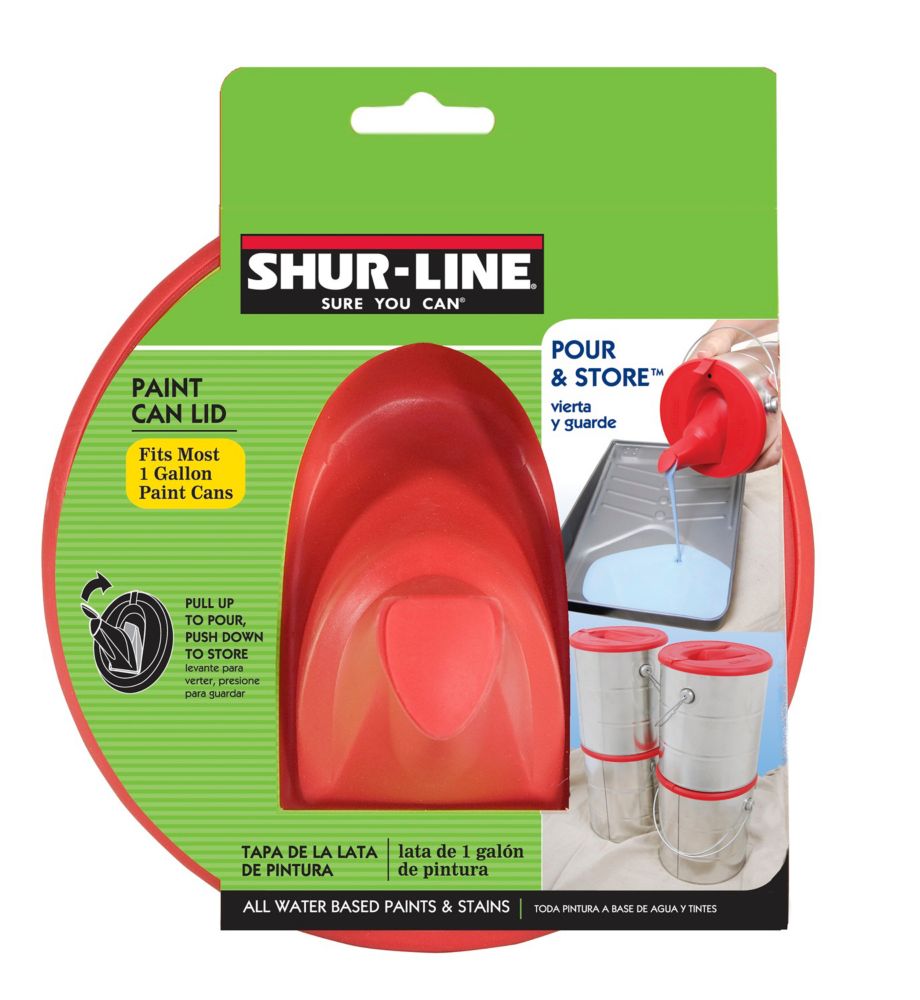 SHUR-LINE®
SURE YOU CAN®
PAINT
CAN LID
Fits Most
1 Gallon
Paint Cans
POUR
& STORE™
vierta
y guarde
PULL UP
TO POUR,
PUSH DOWN
TO STORE
levante para
verter, presione
para guardar
TAPA DE LA LATA
DE PINTURA
lata de 1 galón
de pintura
ALL WATER BASED PAINTS & STAINS
TODA PINTURA A BASE DE AGUA Y TINTES